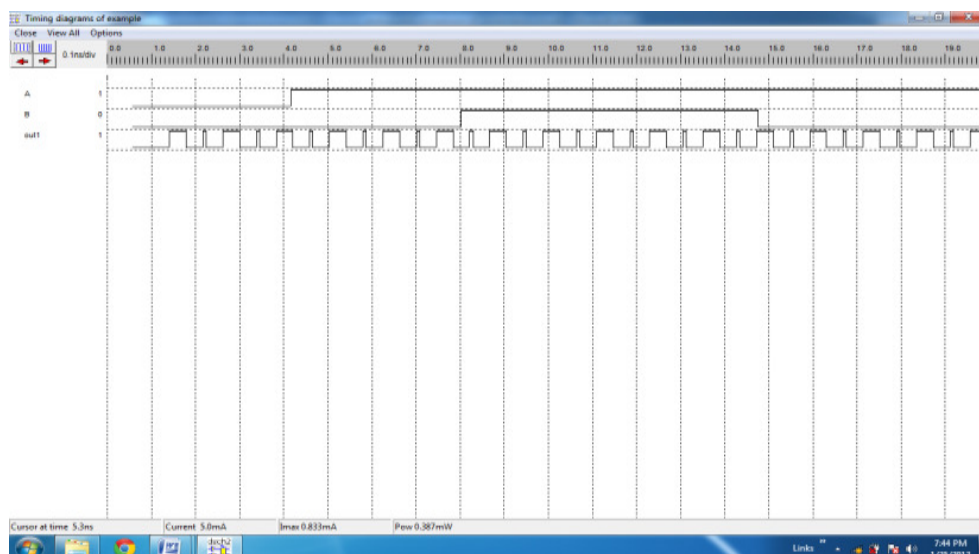 Timing diagrams of example
Close View All Options
0.1ns/div
0.0 1.0 2.0 3.0 4.0 5.0 6.0 7.0 8.0 9.0 10.0 11.0 12.0 13.0 14.0 15.0 16.0 17.0 18.0 19.0
A 1
B 0
out1 1
Cursor at time 5.3ns Current 5.0mA Imax 0.833mA Pow 0.387mW
dsch2
Links
7:44 PM